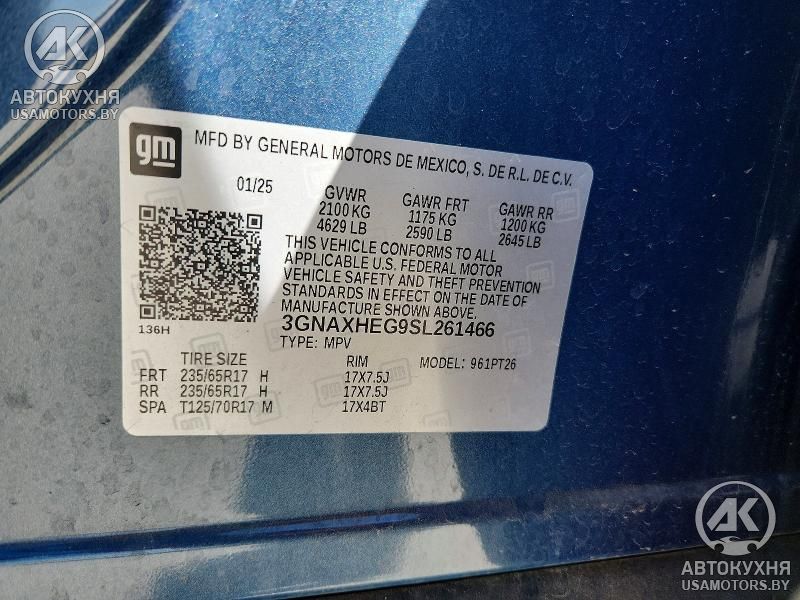 AK
АВТОКУХНЯ
USAMOTORS.BY
gm
MFD BY GENERAL MOTORS DE MEXICO, S. DE R.L. DE C.V.
01/25 GVWR GAWR FRT GAWR RR
2100 KG 1175 KG 1200 KG
4629 LB 2590 LB 2645 LB
THIS VEHICLE CONFORMS TO ALL
APPLICABLE U.S. FEDERAL MOTOR
VEHICLE SAFETY AND THEFT PREVENTION
STANDARDS IN EFFECT ON THE DATE OF
MANUFACTURE SHOWN ABOVE.
136H 3GNAXHEG9SL261466
TYPE: MPV
TIRE SIZE RIM MODEL: 961PT26
FRT 235/65R17 H 17X7.5J
RR 235/65R17 H 17X7.5J
SPA T125/70R17 M 17X4BT
AK
АВТОКУХНЯ
USAMOTORS.BY